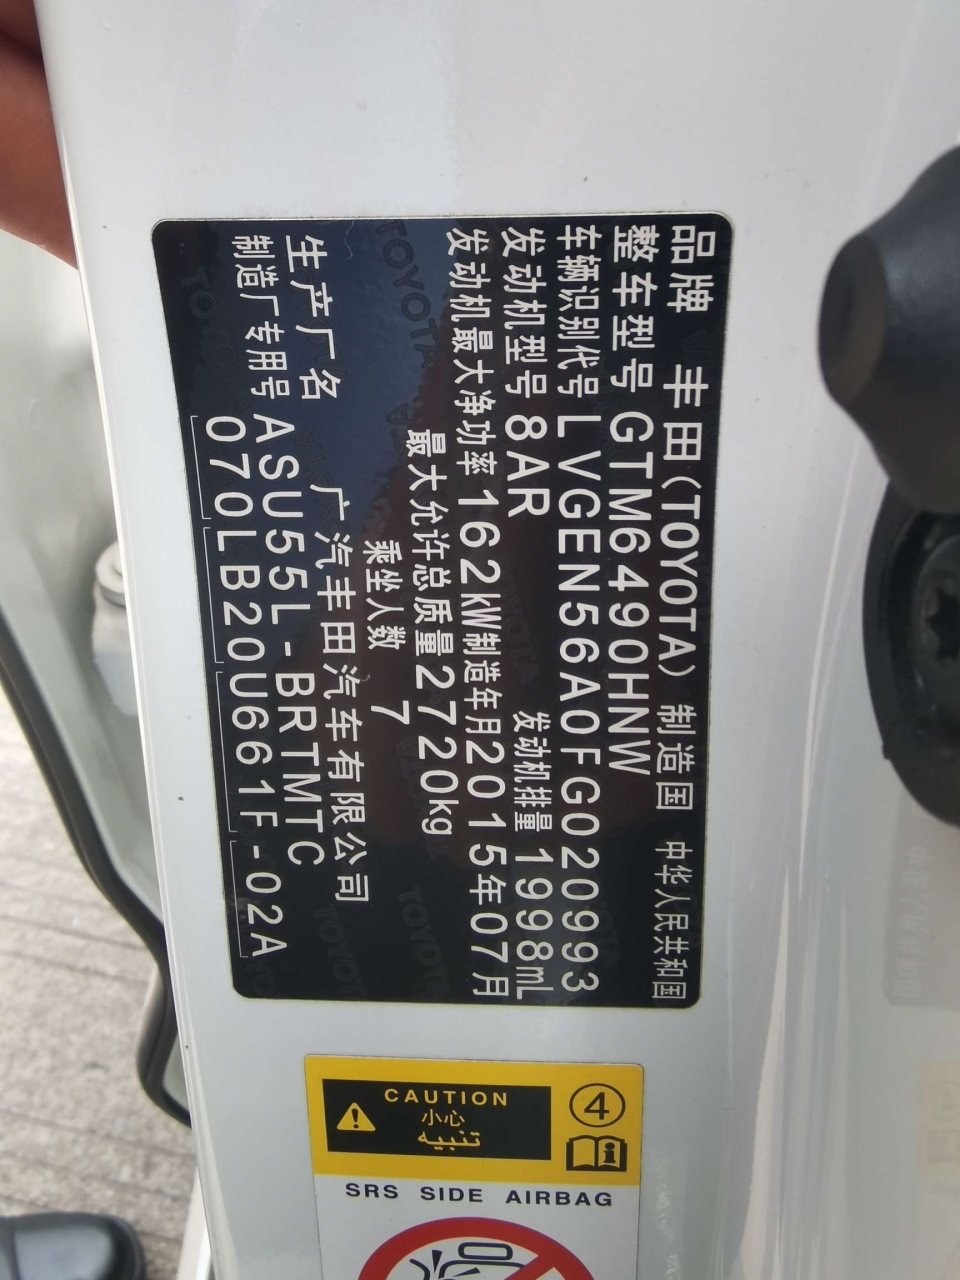 品牌 丰田(TOYOTA) 制造国 中华人民共和国
整车型号 GTM6490HNW
车辆识别代号 LVGEN56A0FG020993
发动机型号 8AR 发动机排量 1998mL
发动机最大净功率 162kW 制造年月 2015年07月
最大允许总质量 2720kg
乘坐人数 7
生产厂名 广汽丰田汽车有限公司
制造厂专用号 ASU55L-BRTMTC
070LB20U661F-02A
CAUTION
小心
تنبيه
4
SRS SIDE AIRBAG